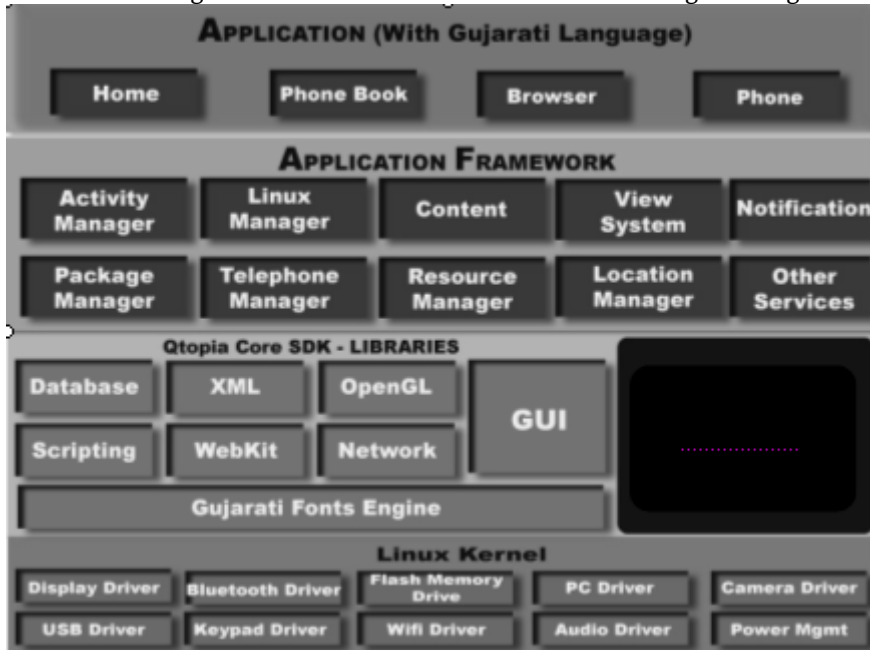 APPLICATION (With Gujarati Language)
Home Phone Book Browser Phone
APPLICATION FRAMEWORK
Activity Manager
Linux Manager
Content
View System
Notification
Package Manager
Telephone Manager
Resource Manager
Location Manager
Other Services
Qtopia Core SDK - LIBRARIES
Database XML OpenGL
GUI
Scripting WebKit Network
Gujarati Fonts Engine
Linux Kernel
Display Driver Bluetooth Driver Flash Memory Drive PC Driver Camera Driver
USB Driver Keypad Driver Wifi Driver Audio Driver Power Mgmt